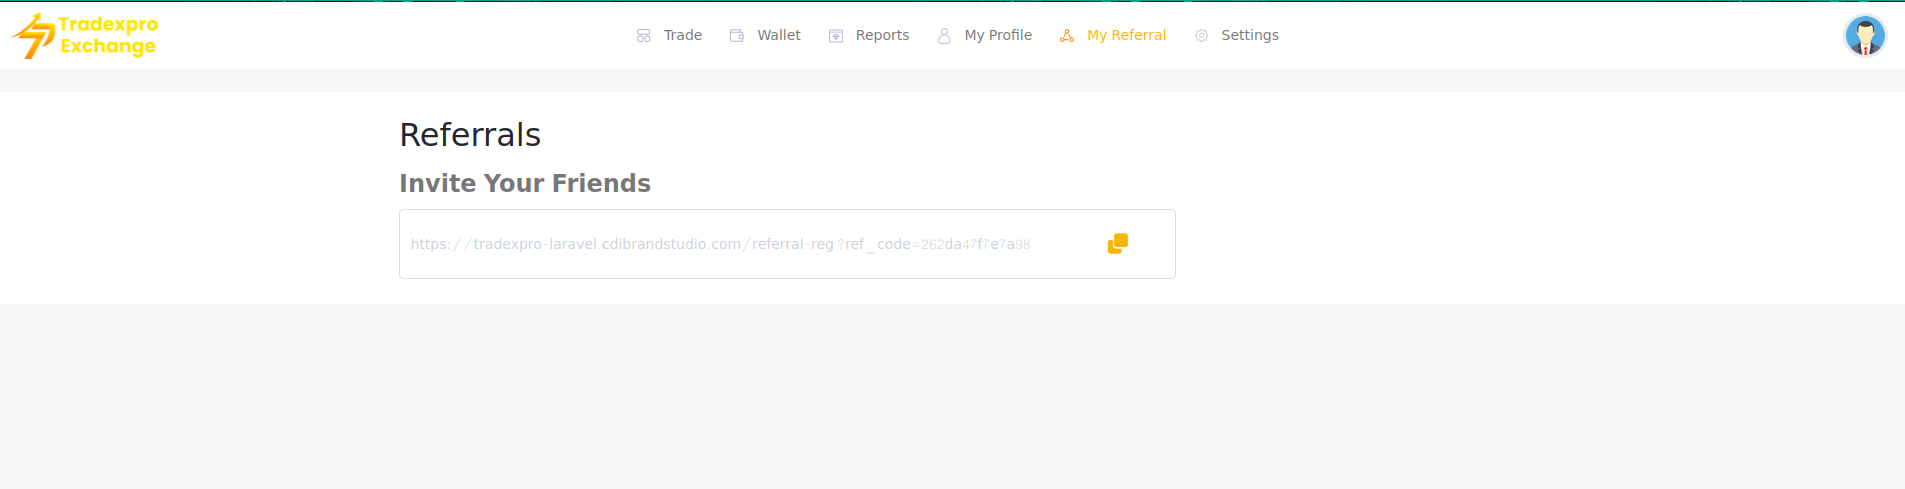 Tradexpro
Exchange
Trade Wallet Reports My Profile My Referral Settings
Referrals
Invite Your Friends
https://tradexpro-laravel.cdibrandstudio.com/referral-reg?ref_code=262da47f7e7a98